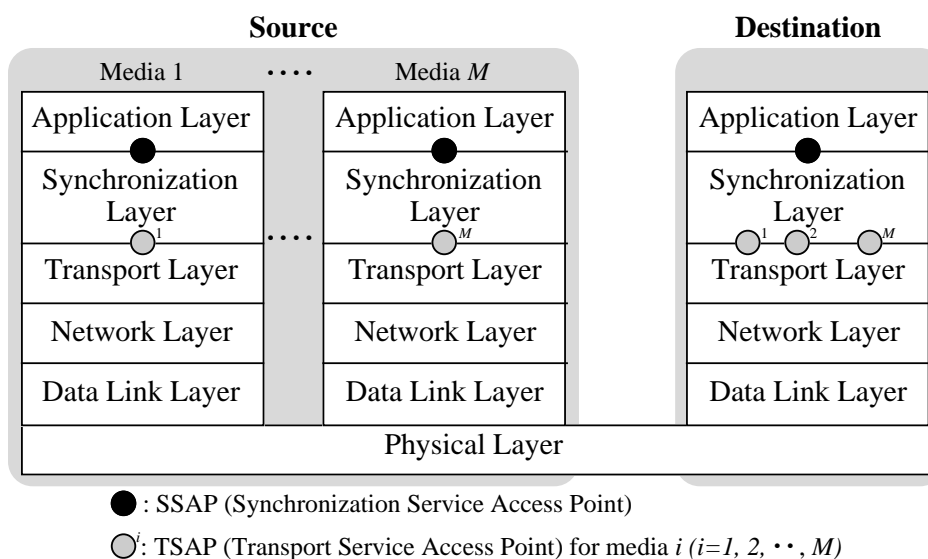 Source Destination
Media 1 •••• Media M
Application Layer Application Layer Application Layer
Synchronization Layer Synchronization Layer Synchronization Layer
1 •••• M 1 2 M
Transport Layer Transport Layer Transport Layer
Network Layer Network Layer Network Layer
Data Link Layer Data Link Layer Data Link Layer
Physical Layer
: SSAP (Synchronization Service Access Point)
i: TSAP (Transport Service Access Point) for media i (i=1, 2, ••, M)